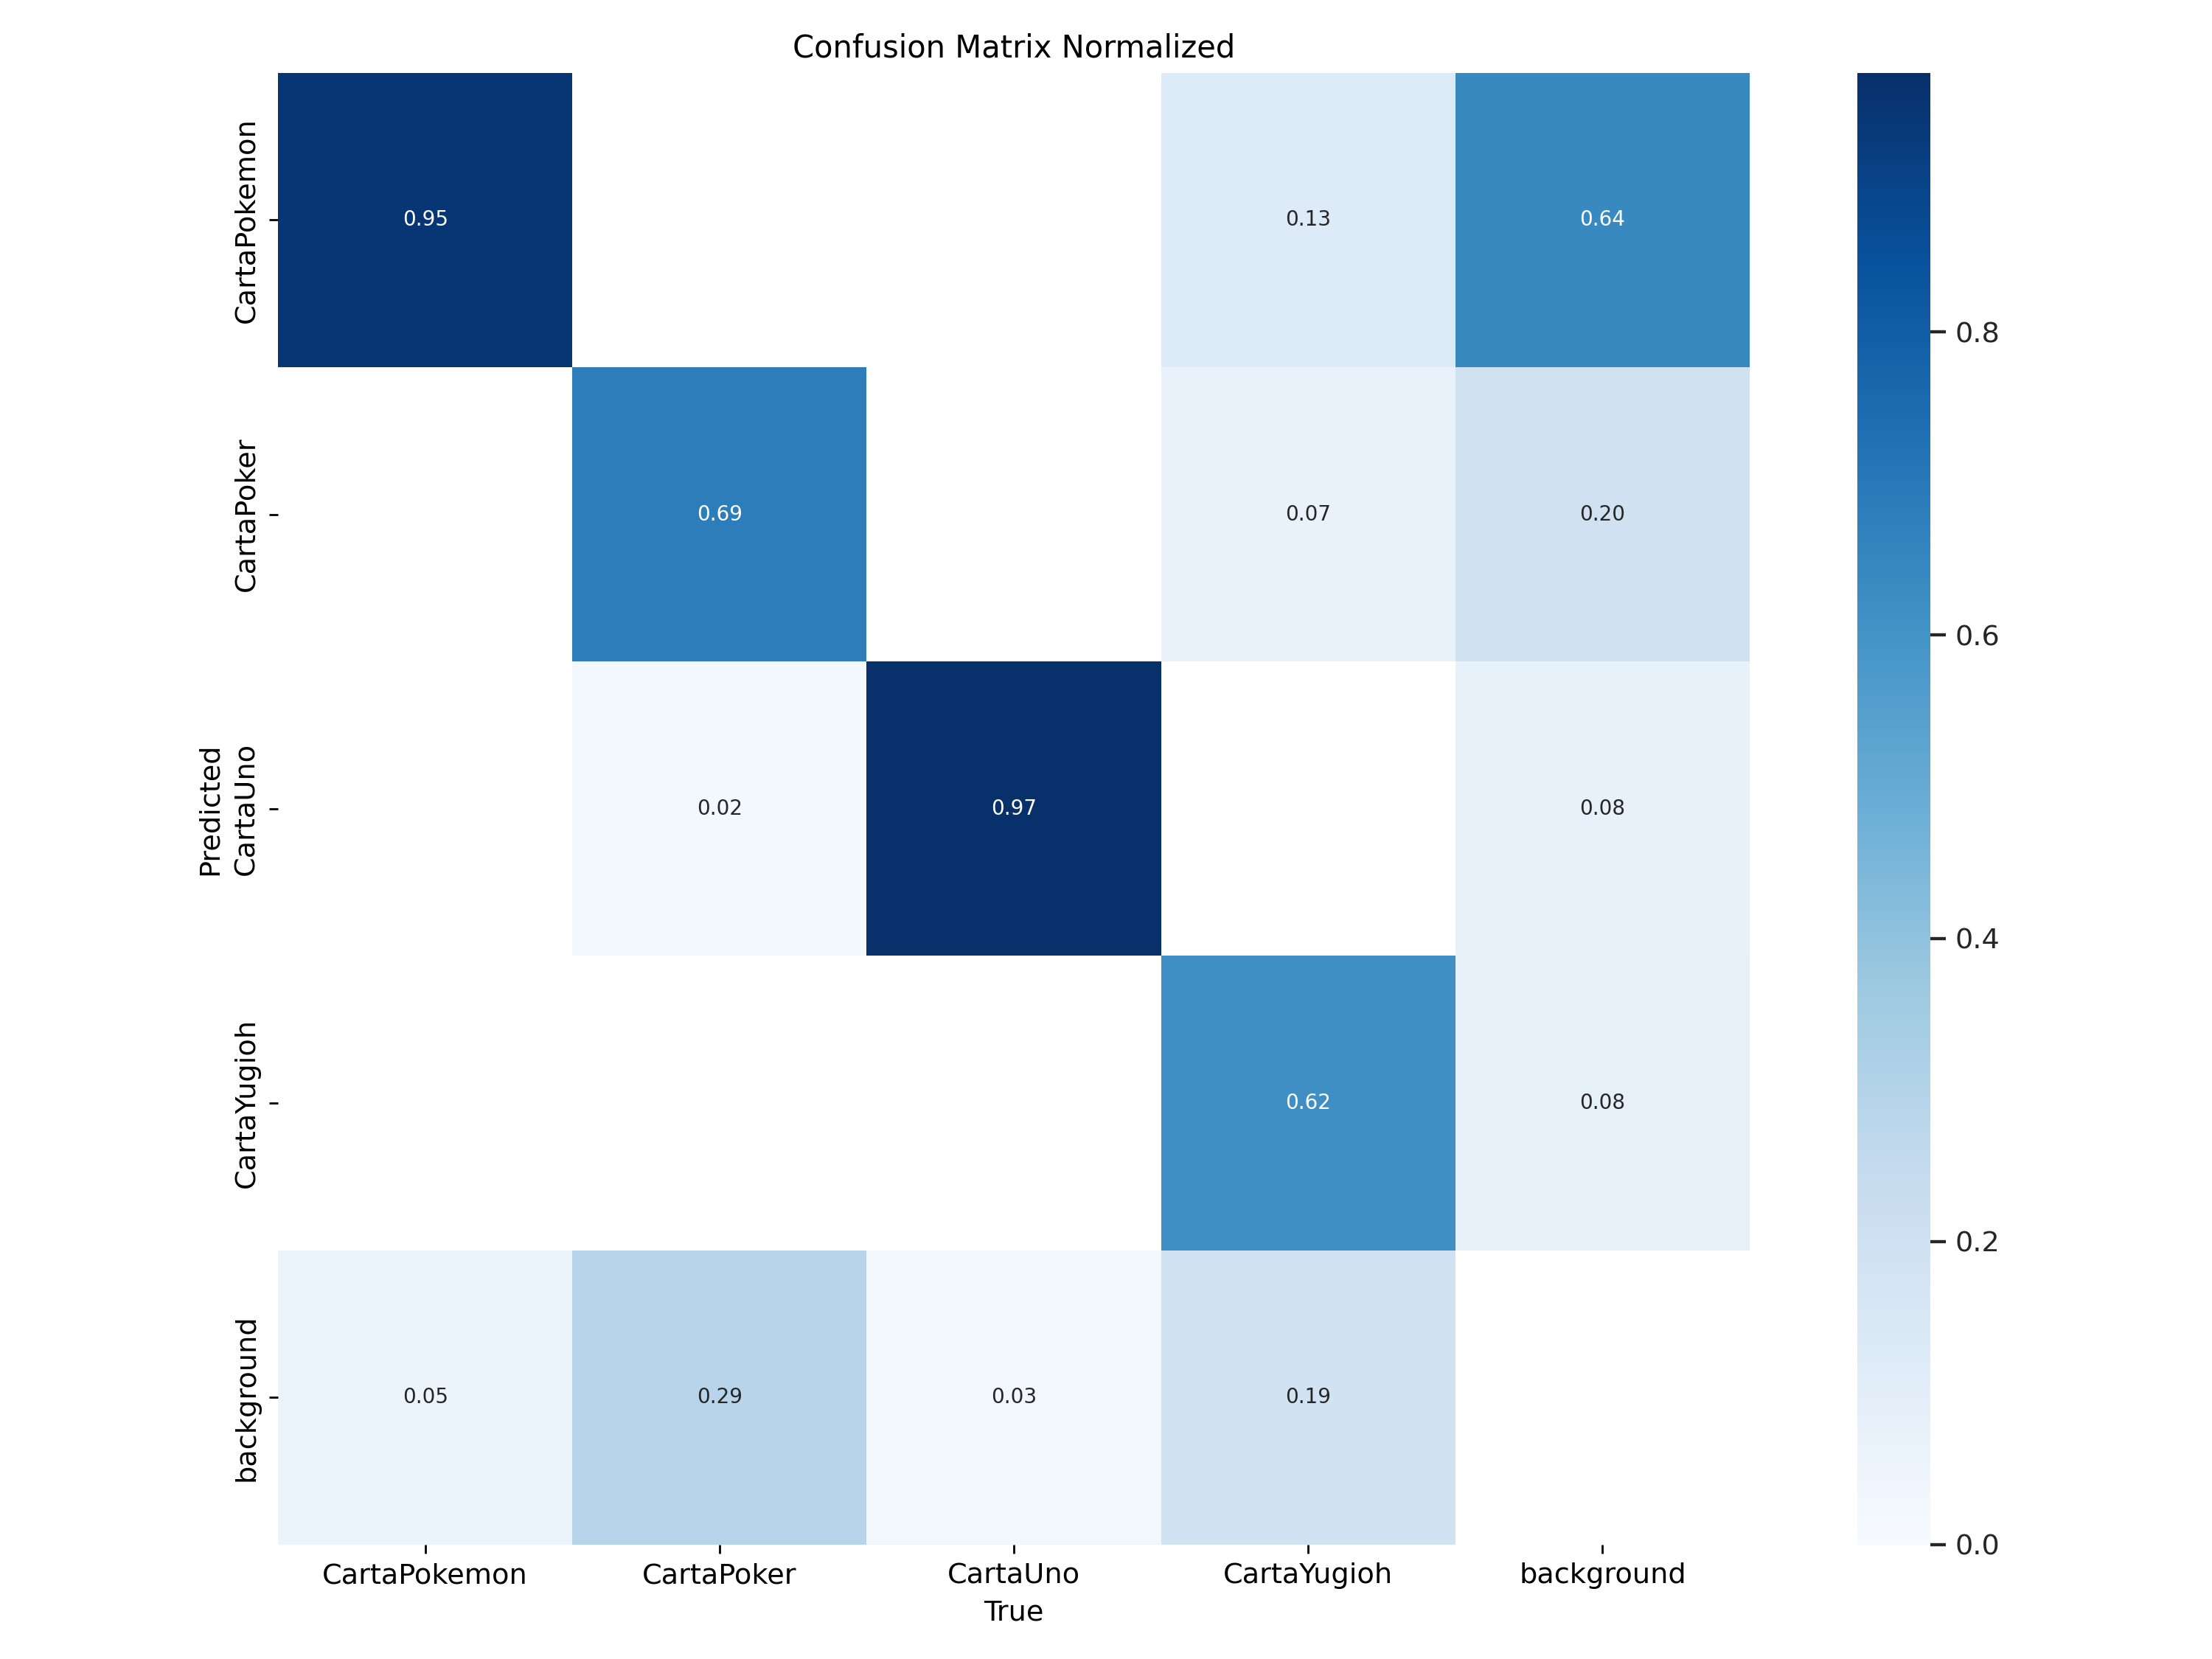 Confusion Matrix Normalized
CartaPokemon
0.95
0.13
0.64
CartaPoker
0.69
0.07
0.20
Predicted
CartaUno
0.02
0.97
0.08
CartaYugioh
0.62
0.08
background
0.05
0.29
0.03
0.19
CartaPokemon
CartaPoker
CartaUno
CartaYugioh
background
True
0.8
0.6
0.4
0.2
0.0